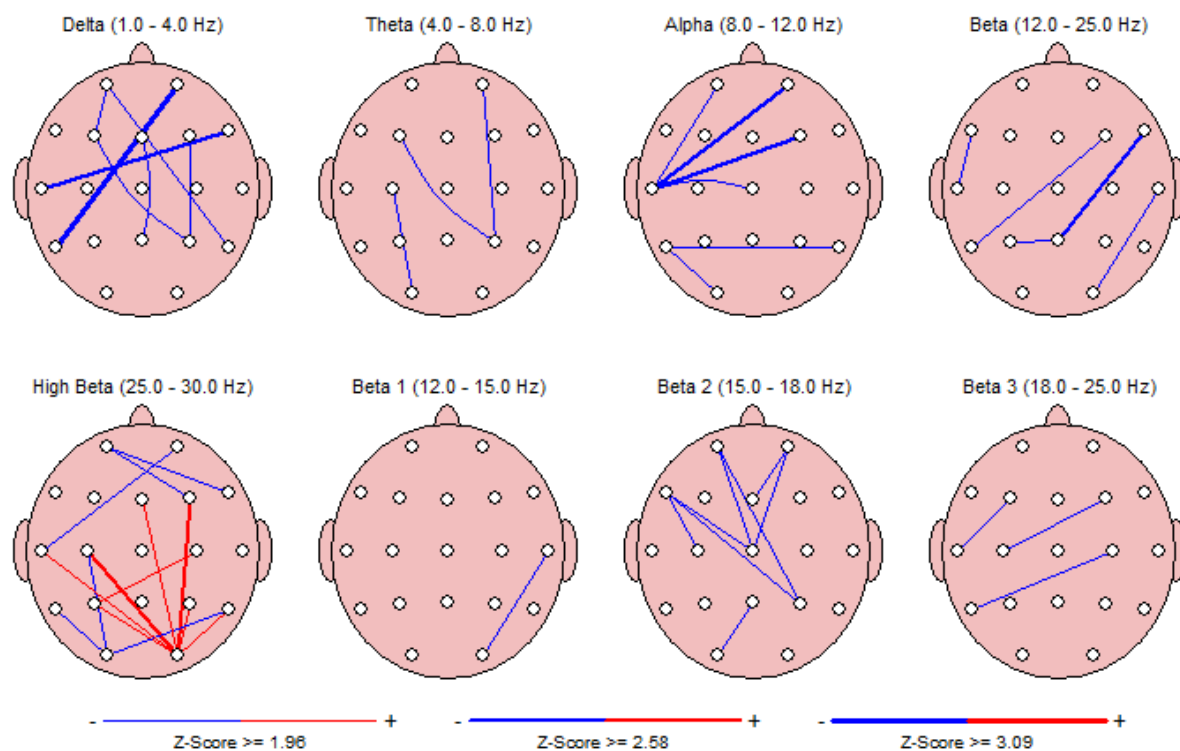 Delta (1.0 - 4.0 Hz)
Theta (4.0 - 8.0 Hz)
Alpha (8.0 - 12.0 Hz)
Beta (12.0 - 25.0 Hz)
High Beta (25.0 - 30.0 Hz)
Beta 1 (12.0 - 15.0 Hz)
Beta 2 (15.0 - 18.0 Hz)
Beta 3 (18.0 - 25.0 Hz)
- +
Z-Score >= 1.96
- +
Z-Score >= 2.58
- +
Z-Score >= 3.09